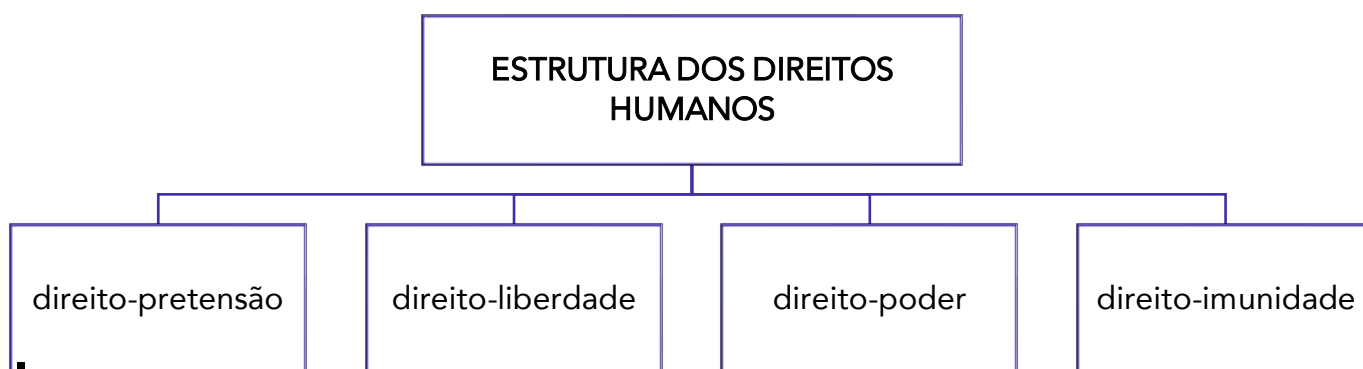 ESTRUTURA DOS DIREITOS
HUMANOS
direito-pretensão
direito-liberdade
direito-poder
direito-imunidade